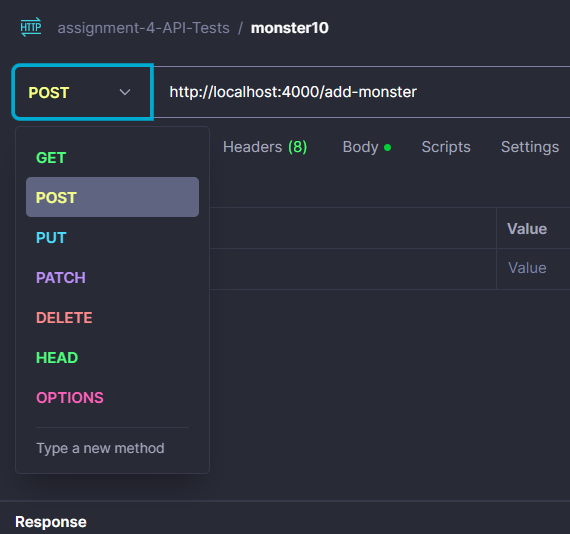 HTTP assignment-4-API-Tests / monster10
POST http://localhost:4000/add-monster
Headers (8) Body Scripts Settings
GET
POST
PUT
PATCH
DELETE
HEAD
OPTIONS
Type a new method
Value
Value
Response